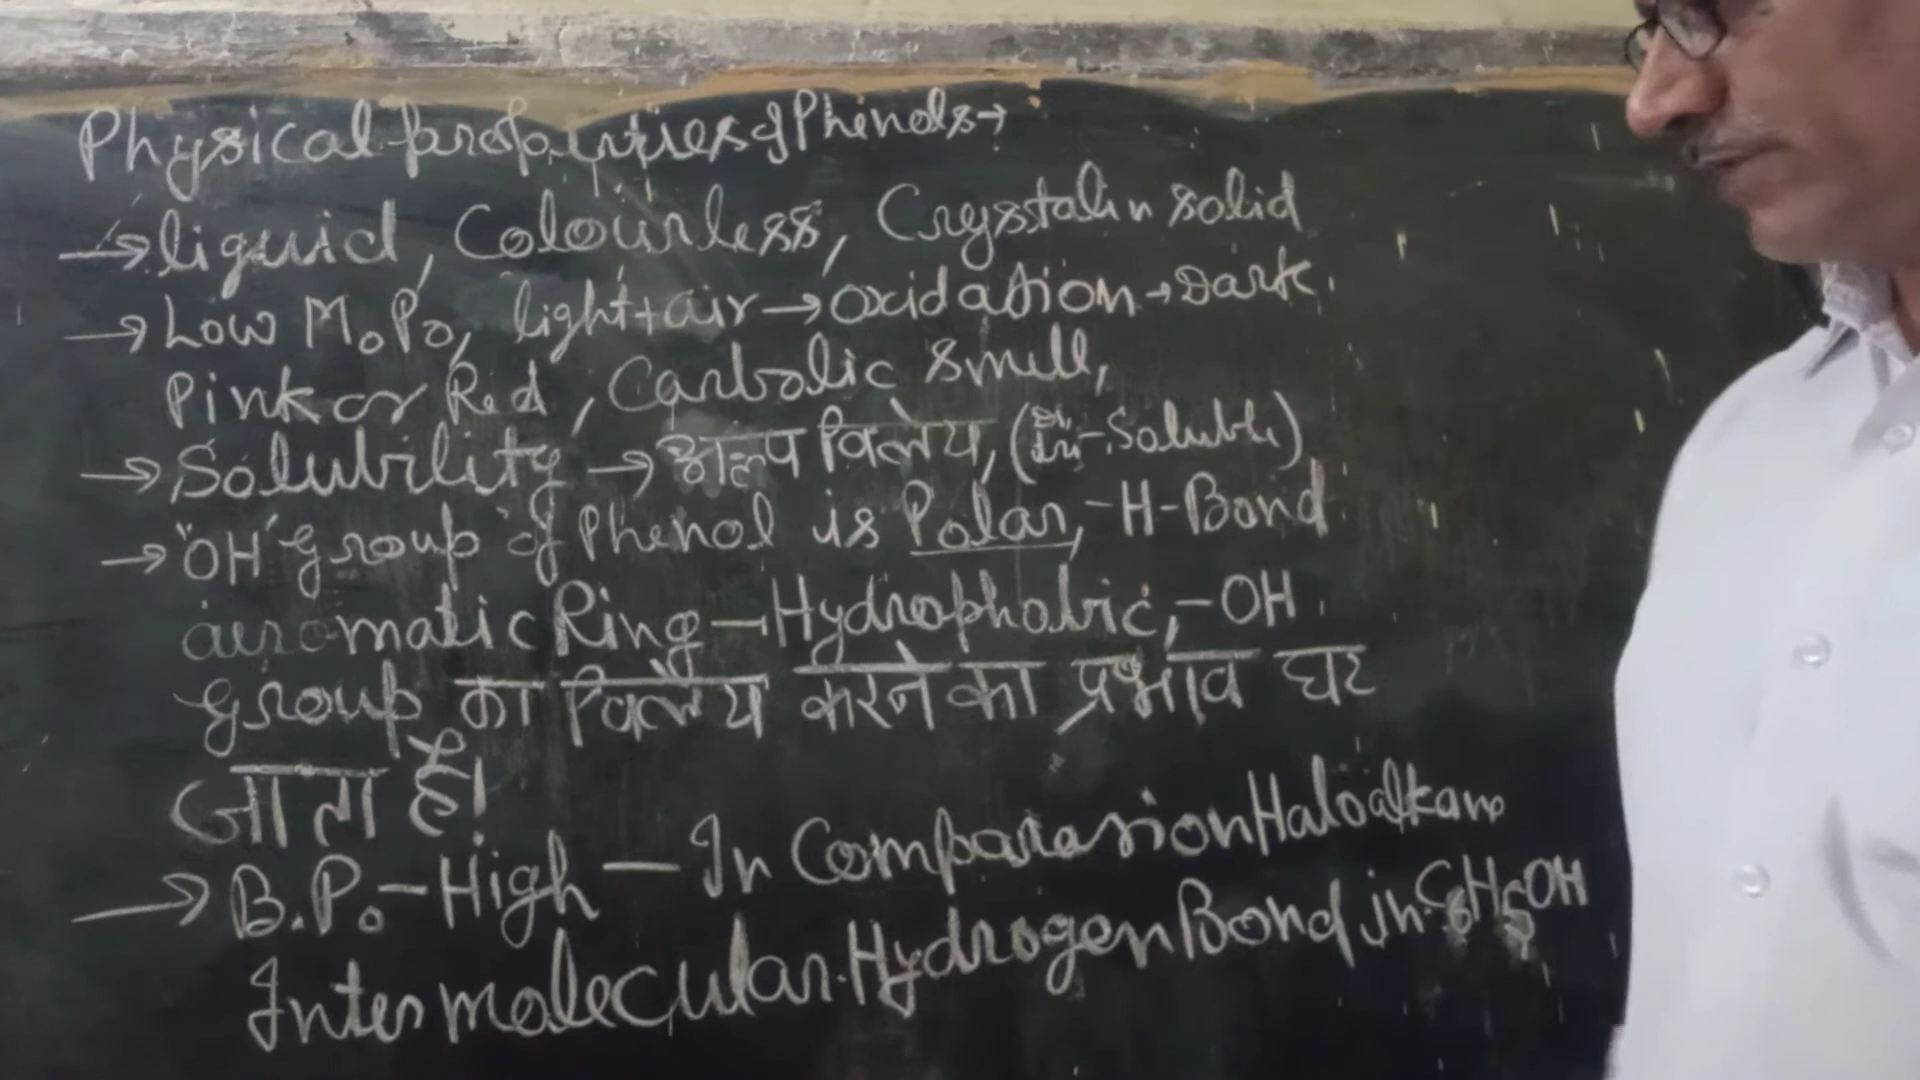 Physical properties of Phenols→
→ liquid, Colourless, Crystalin solid
→ Low M.P., light+air → oxidation → Dark.
Pink or Red, Carbolic smell,
→ Solubility → अल्प विलेय, (-Soluble)
→ "OH" group of Phenol is Polar, -H-Bond
aeromatic Ring – Hydrophobic, -OH.
group का विलेय करने का प्रभाव घट
जाता है।
→ B.P. - High – In Comparasion Haloalkane
Intermolecular Hydrogen Bond in C6H5OH